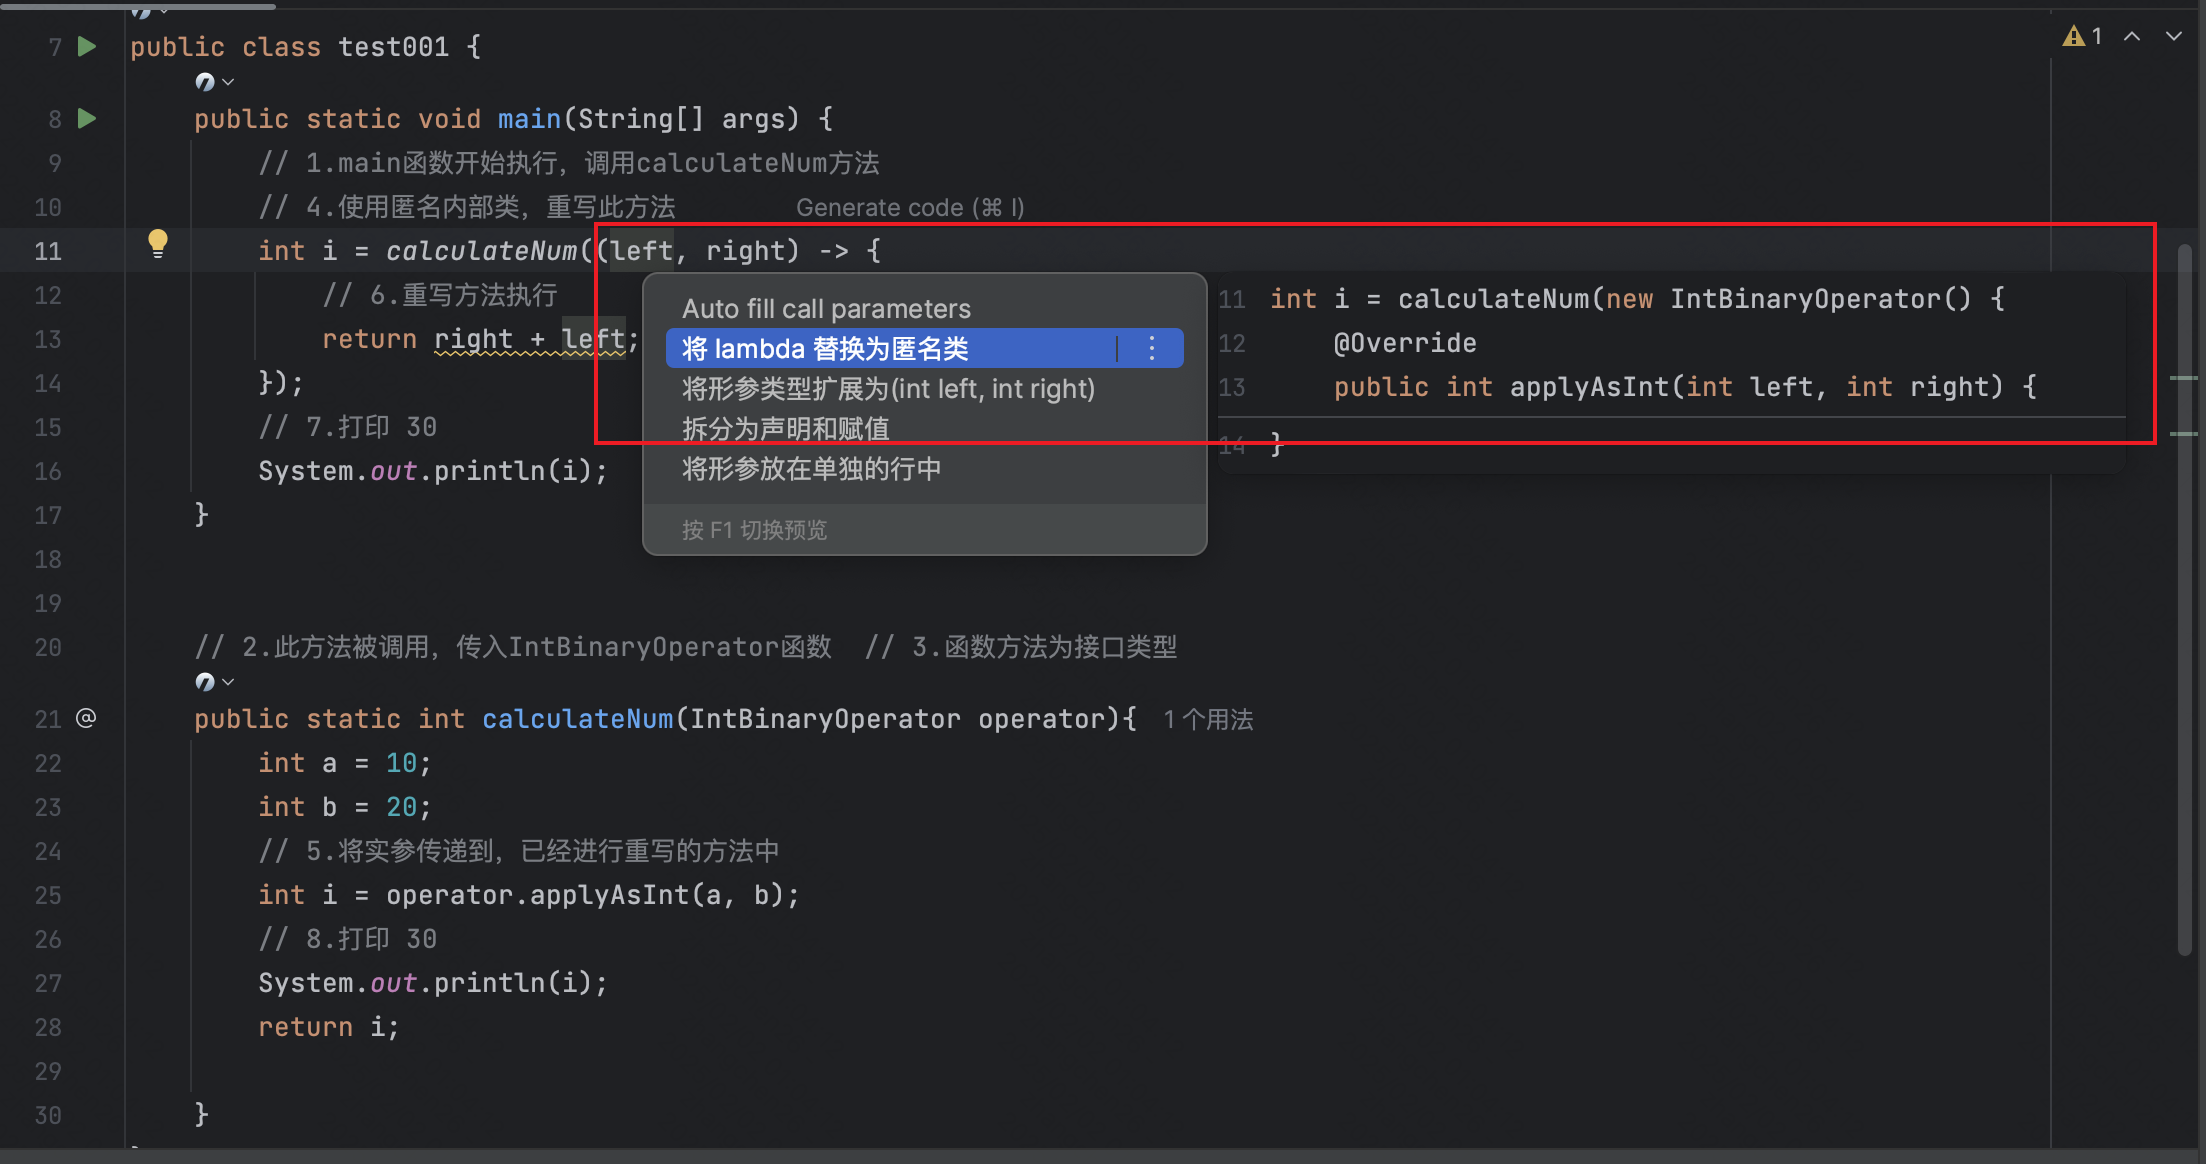 7 public class test001 {
8 public static void main(String[] args) {
9 // 1.main函数开始执行，调用calculateNum方法
10 // 4.使用匿名内部类，重写此方法 Generate code (⌘ I)
11 int i = calculateNum((left, right) -> {
12 // 6.重写方法执行
13 return right + left;
14 });
15 // 7.打印 30
16 System.out.println(i);
17 }
18
19
20 // 2.此方法被调用，传入IntBinaryOperator函数 // 3.函数方法为接口类型
21 @ public static int calculateNum(IntBinaryOperator operator){ 1 个用法
22 int a = 10;
23 int b = 20;
24 // 5.将实参传递到，已经进行重写的方法中
25 int i = operator.applyAsInt(a, b);
26 // 8.打印 30
27 System.out.println(i);
28 return i;
29
30 }
1
Auto fill call parameters
将 lambda 替换为匿名类
将形参类型扩展为(int left, int right)
拆分为声明和赋值
将形参放在单独的行中
按 F1 切换预览
11 int i = calculateNum(new IntBinaryOperator() {
12 @Override
13 public int applyAsInt(int left, int right) {
14 }